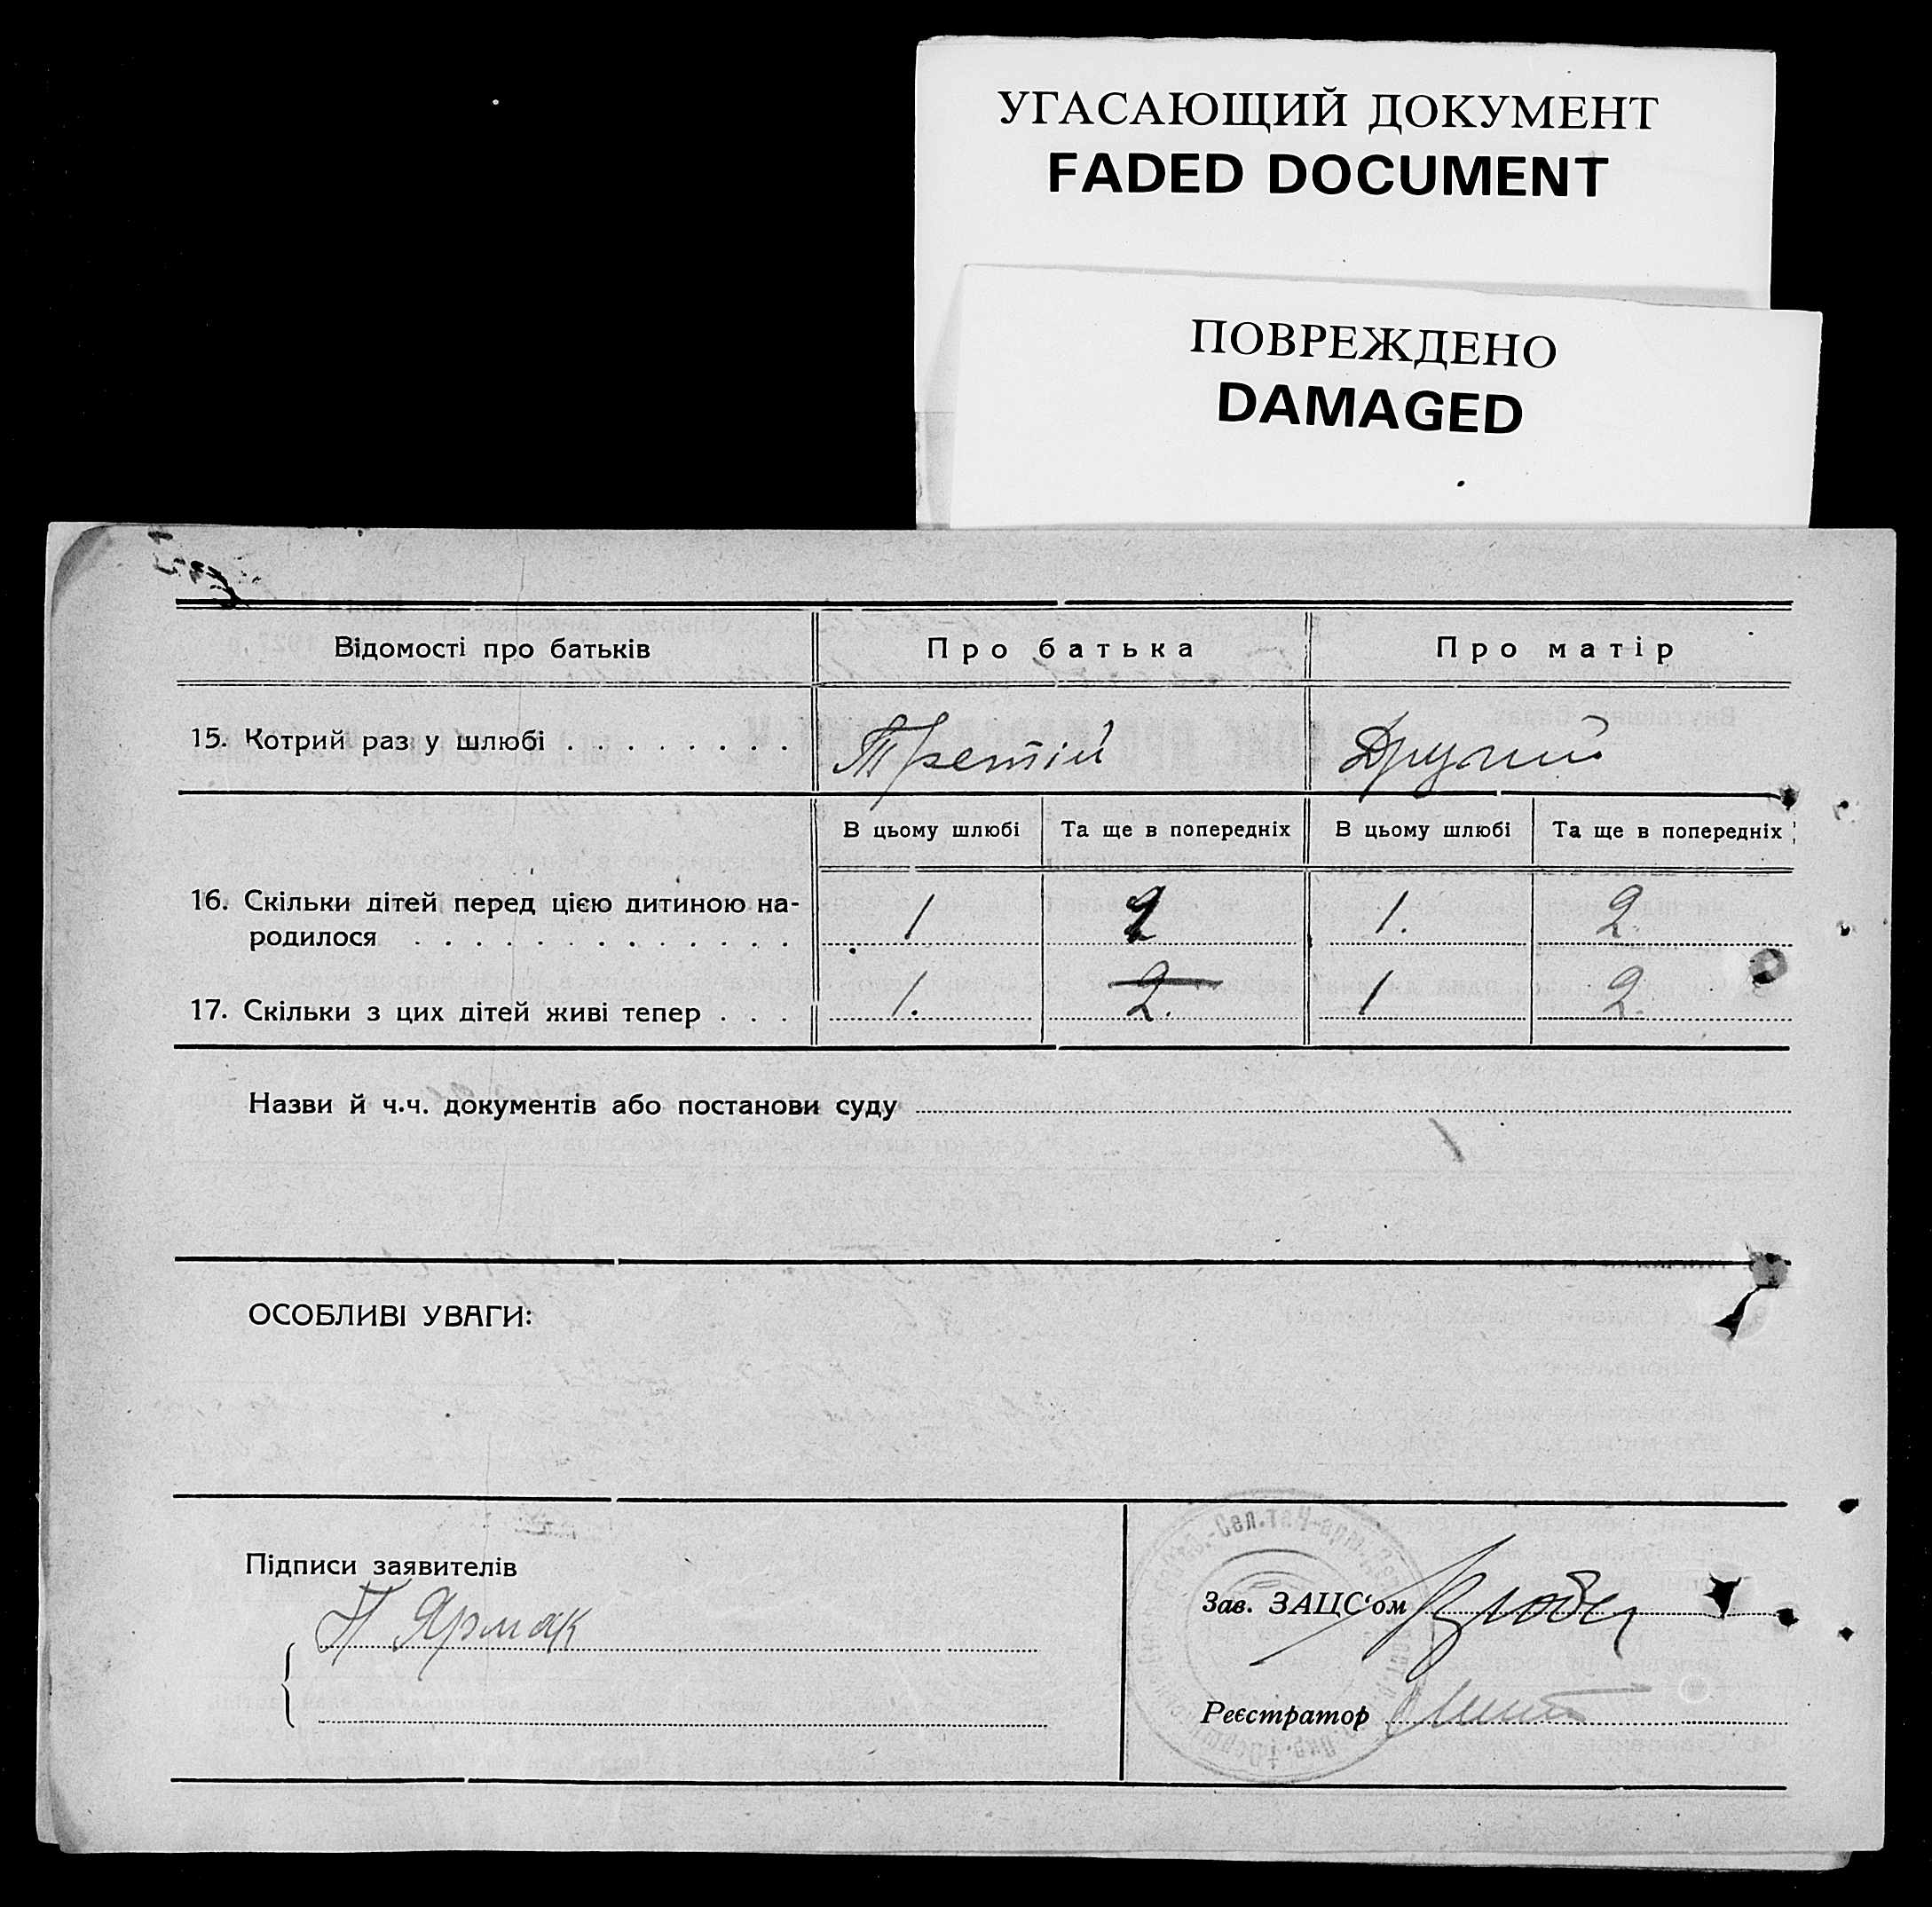 УГАСАЮЩИЙ ДОКУМЕНТ
FADED DOCUMENT
ПОВРЕЖДЕНО
DAMAGED
Відомості про батьків Про батька Про матір
15. Котрий раз у шлюбі . . . . . . . . Третій Другий
В цьому шлюбі Та ще в попередніх В цьому шлюбі Та ще в попередніх
16. Скільки дітей перед цією дитиною на-
родилося . . . . . . . . . . . . . 1 2 1. 2.
17. Скільки з цих дітей живі тепер . . . 1. 2. 1 2.
Назви й ч.ч. документів або постанови суду
ОСОБЛИВІ УВАГИ:
Підписи заявителів
П Ярмак
Зав. ЗАЦС'ом
Реєстратор